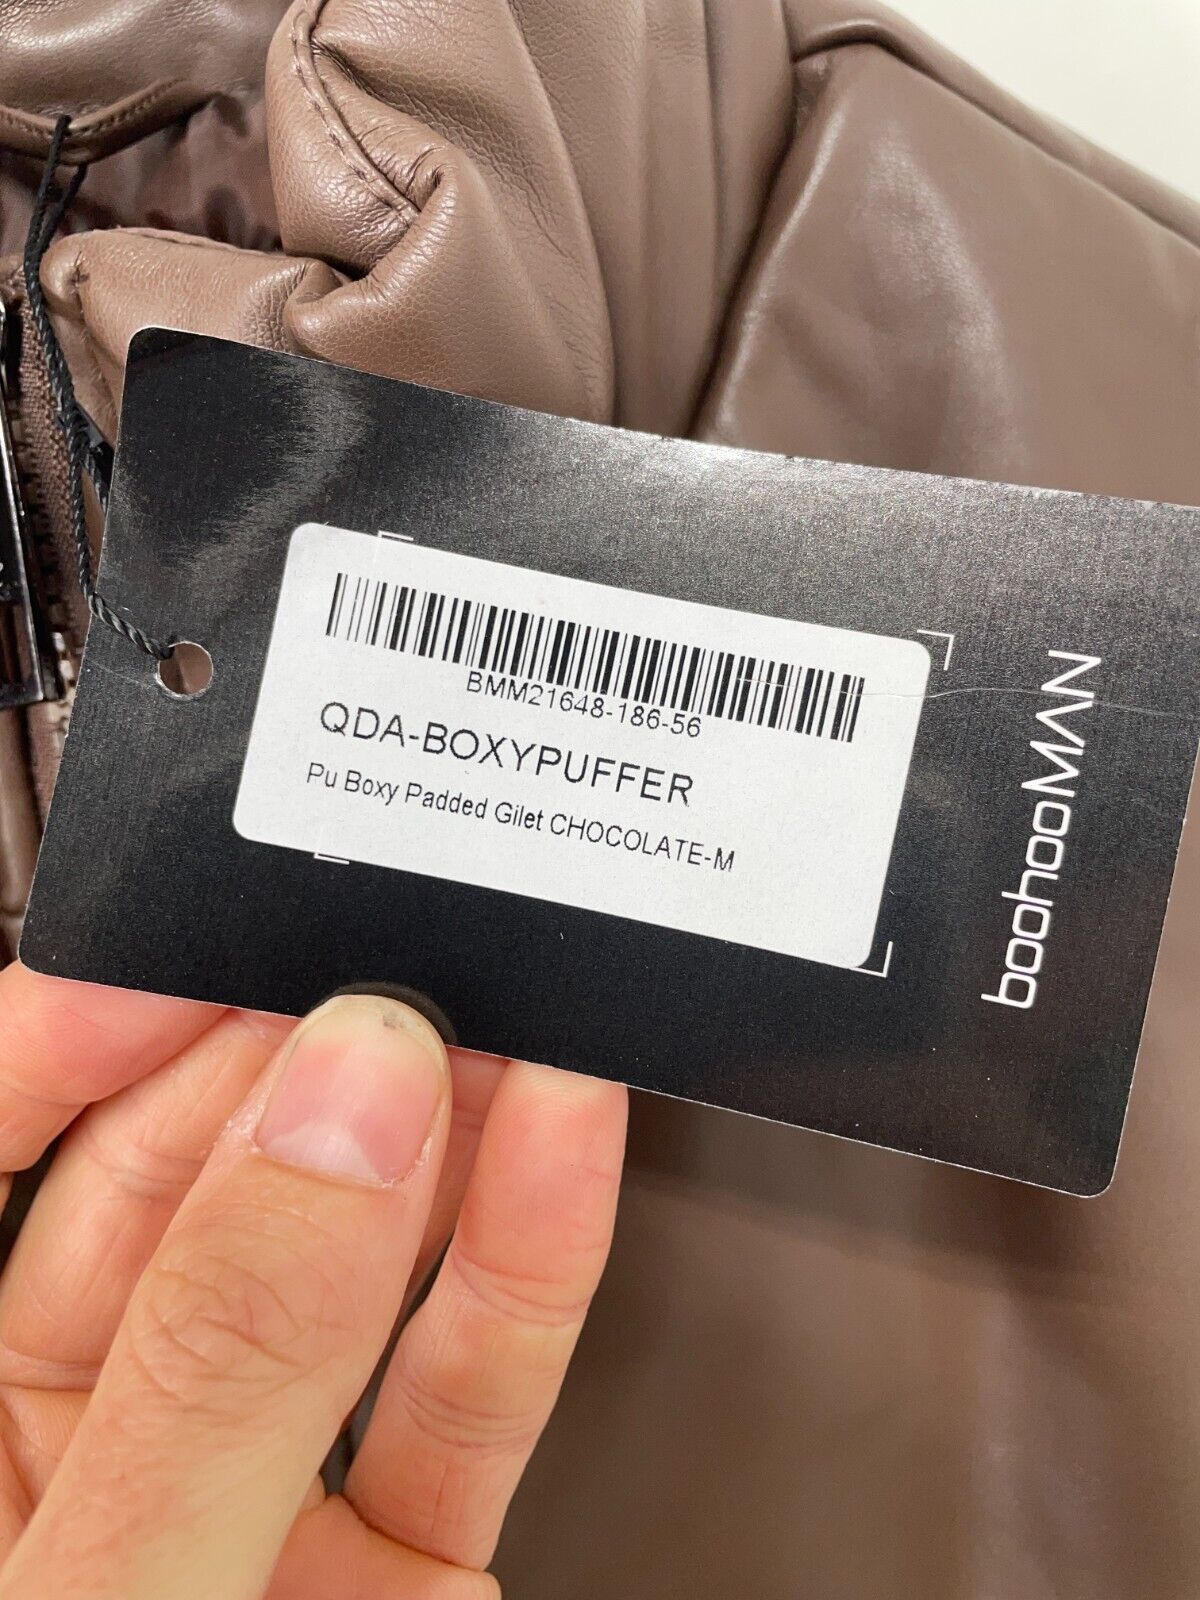 BMM21648-186-56
QDA-BOXYPUFFER
Pu Boxy Padded Gilet CHOCOLATE-M
boohooMAN